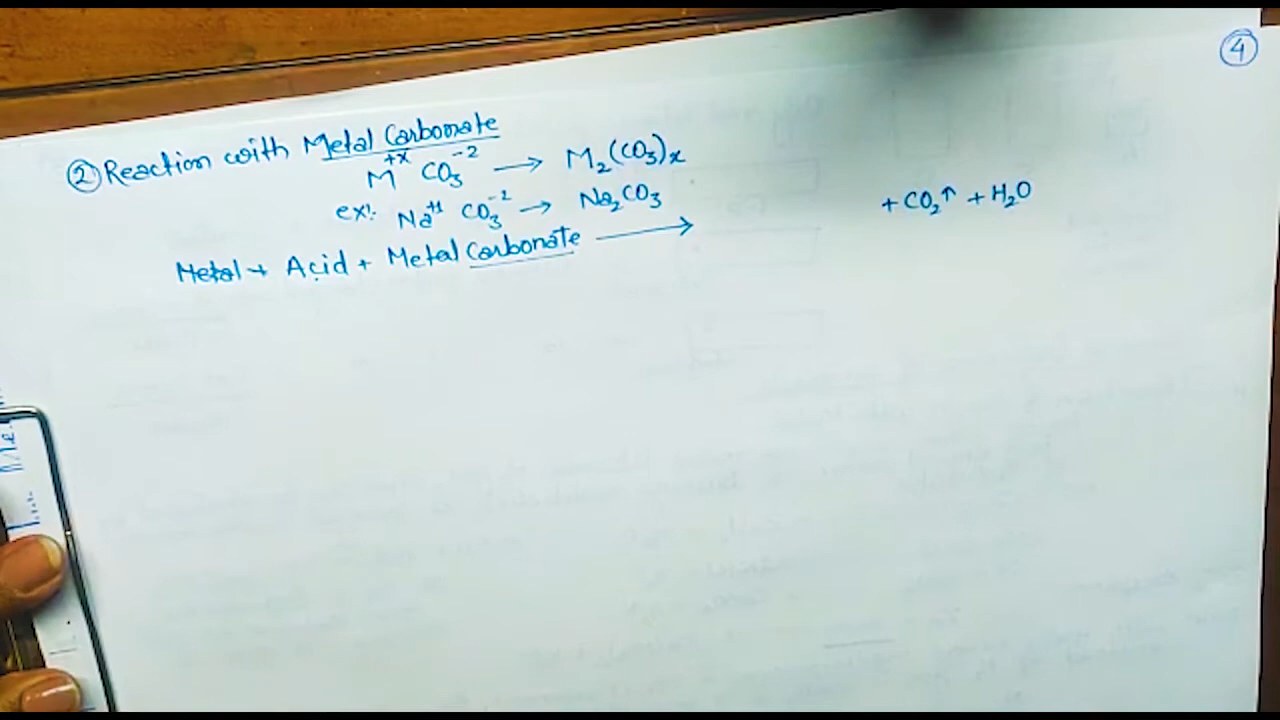 ④
② Reaction with Metal Carbonate
M⁺ˣ CO₃⁻² ⟶ M₂(CO₃)ₓ
ex!: Na⁺¹ CO₃⁻² → Na₂CO₃
+ CO₂↑ + H₂O
Metal + Acid + Metal Carbonate ⟶